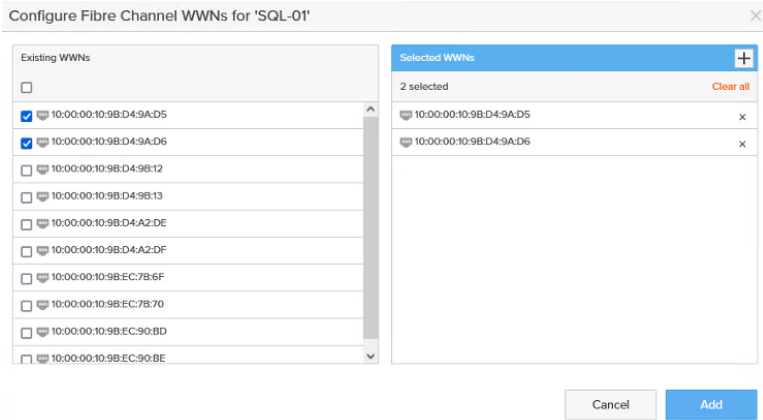 Configure Fibre Channel WWNs for 'SQL-01'
Existing WWNs
10:00:00:10:9B:D4:9A:D5
10:00:00:10:9B:D4:9A:D6
10:00:00:10:9B:D4:9B:12
10:00:00:10:9B:D4:9B:13
10:00:00:10:9B:D4:A2:DE
10:00:00:10:9B:D4:A2:DF
10:00:00:10:9B:EC:7B:6F
10:00:00:10:9B:EC:7B:70
10:00:00:10:9B:EC:90:BD
10:00:00:10:9B:EC:90:BE
Selected WWNs
2 selected Clear all
10:00:00:10:9B:D4:9A:D5
10:00:00:10:9B:D4:9A:D6
Cancel Add